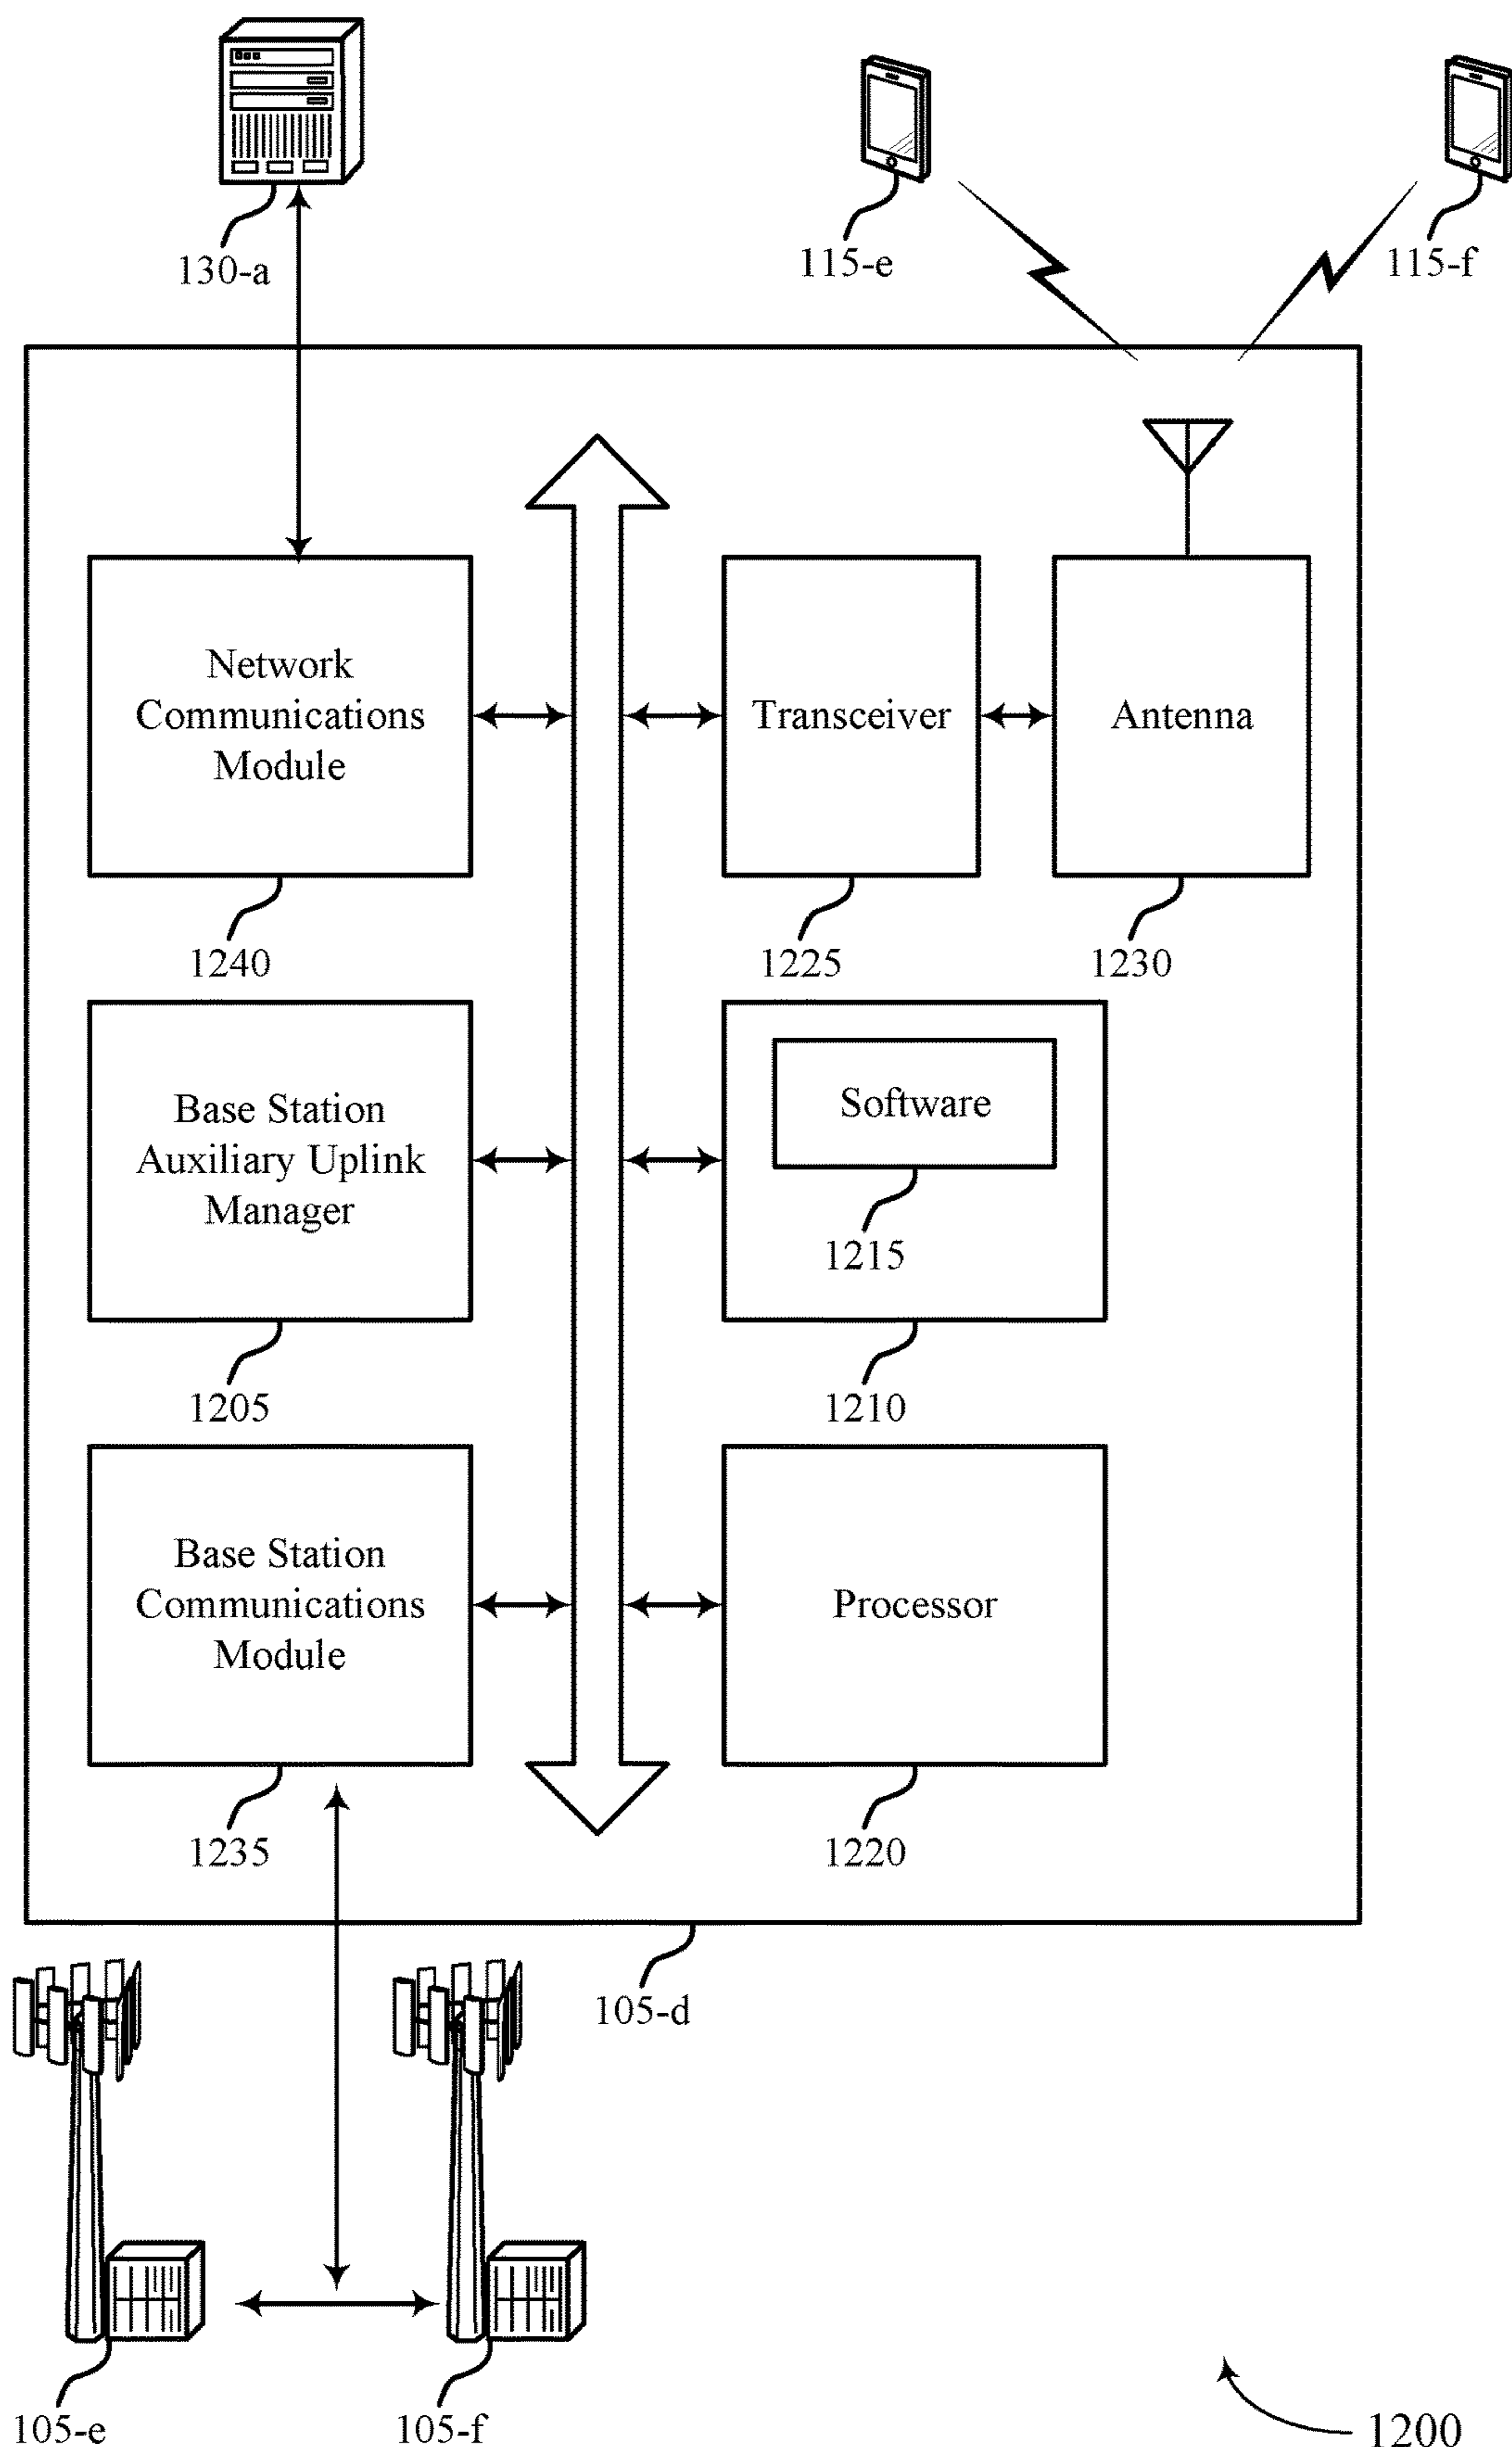 130-a
115-e
115-f
Network
Communications
Module
Transceiver
Antenna
1240
1225
1230
Base Station
Auxiliary Uplink
Manager
Software
1215
1205
1210
Base Station
Communications
Module
Processor
1235
1220
105-d
105-e
105-f
1200